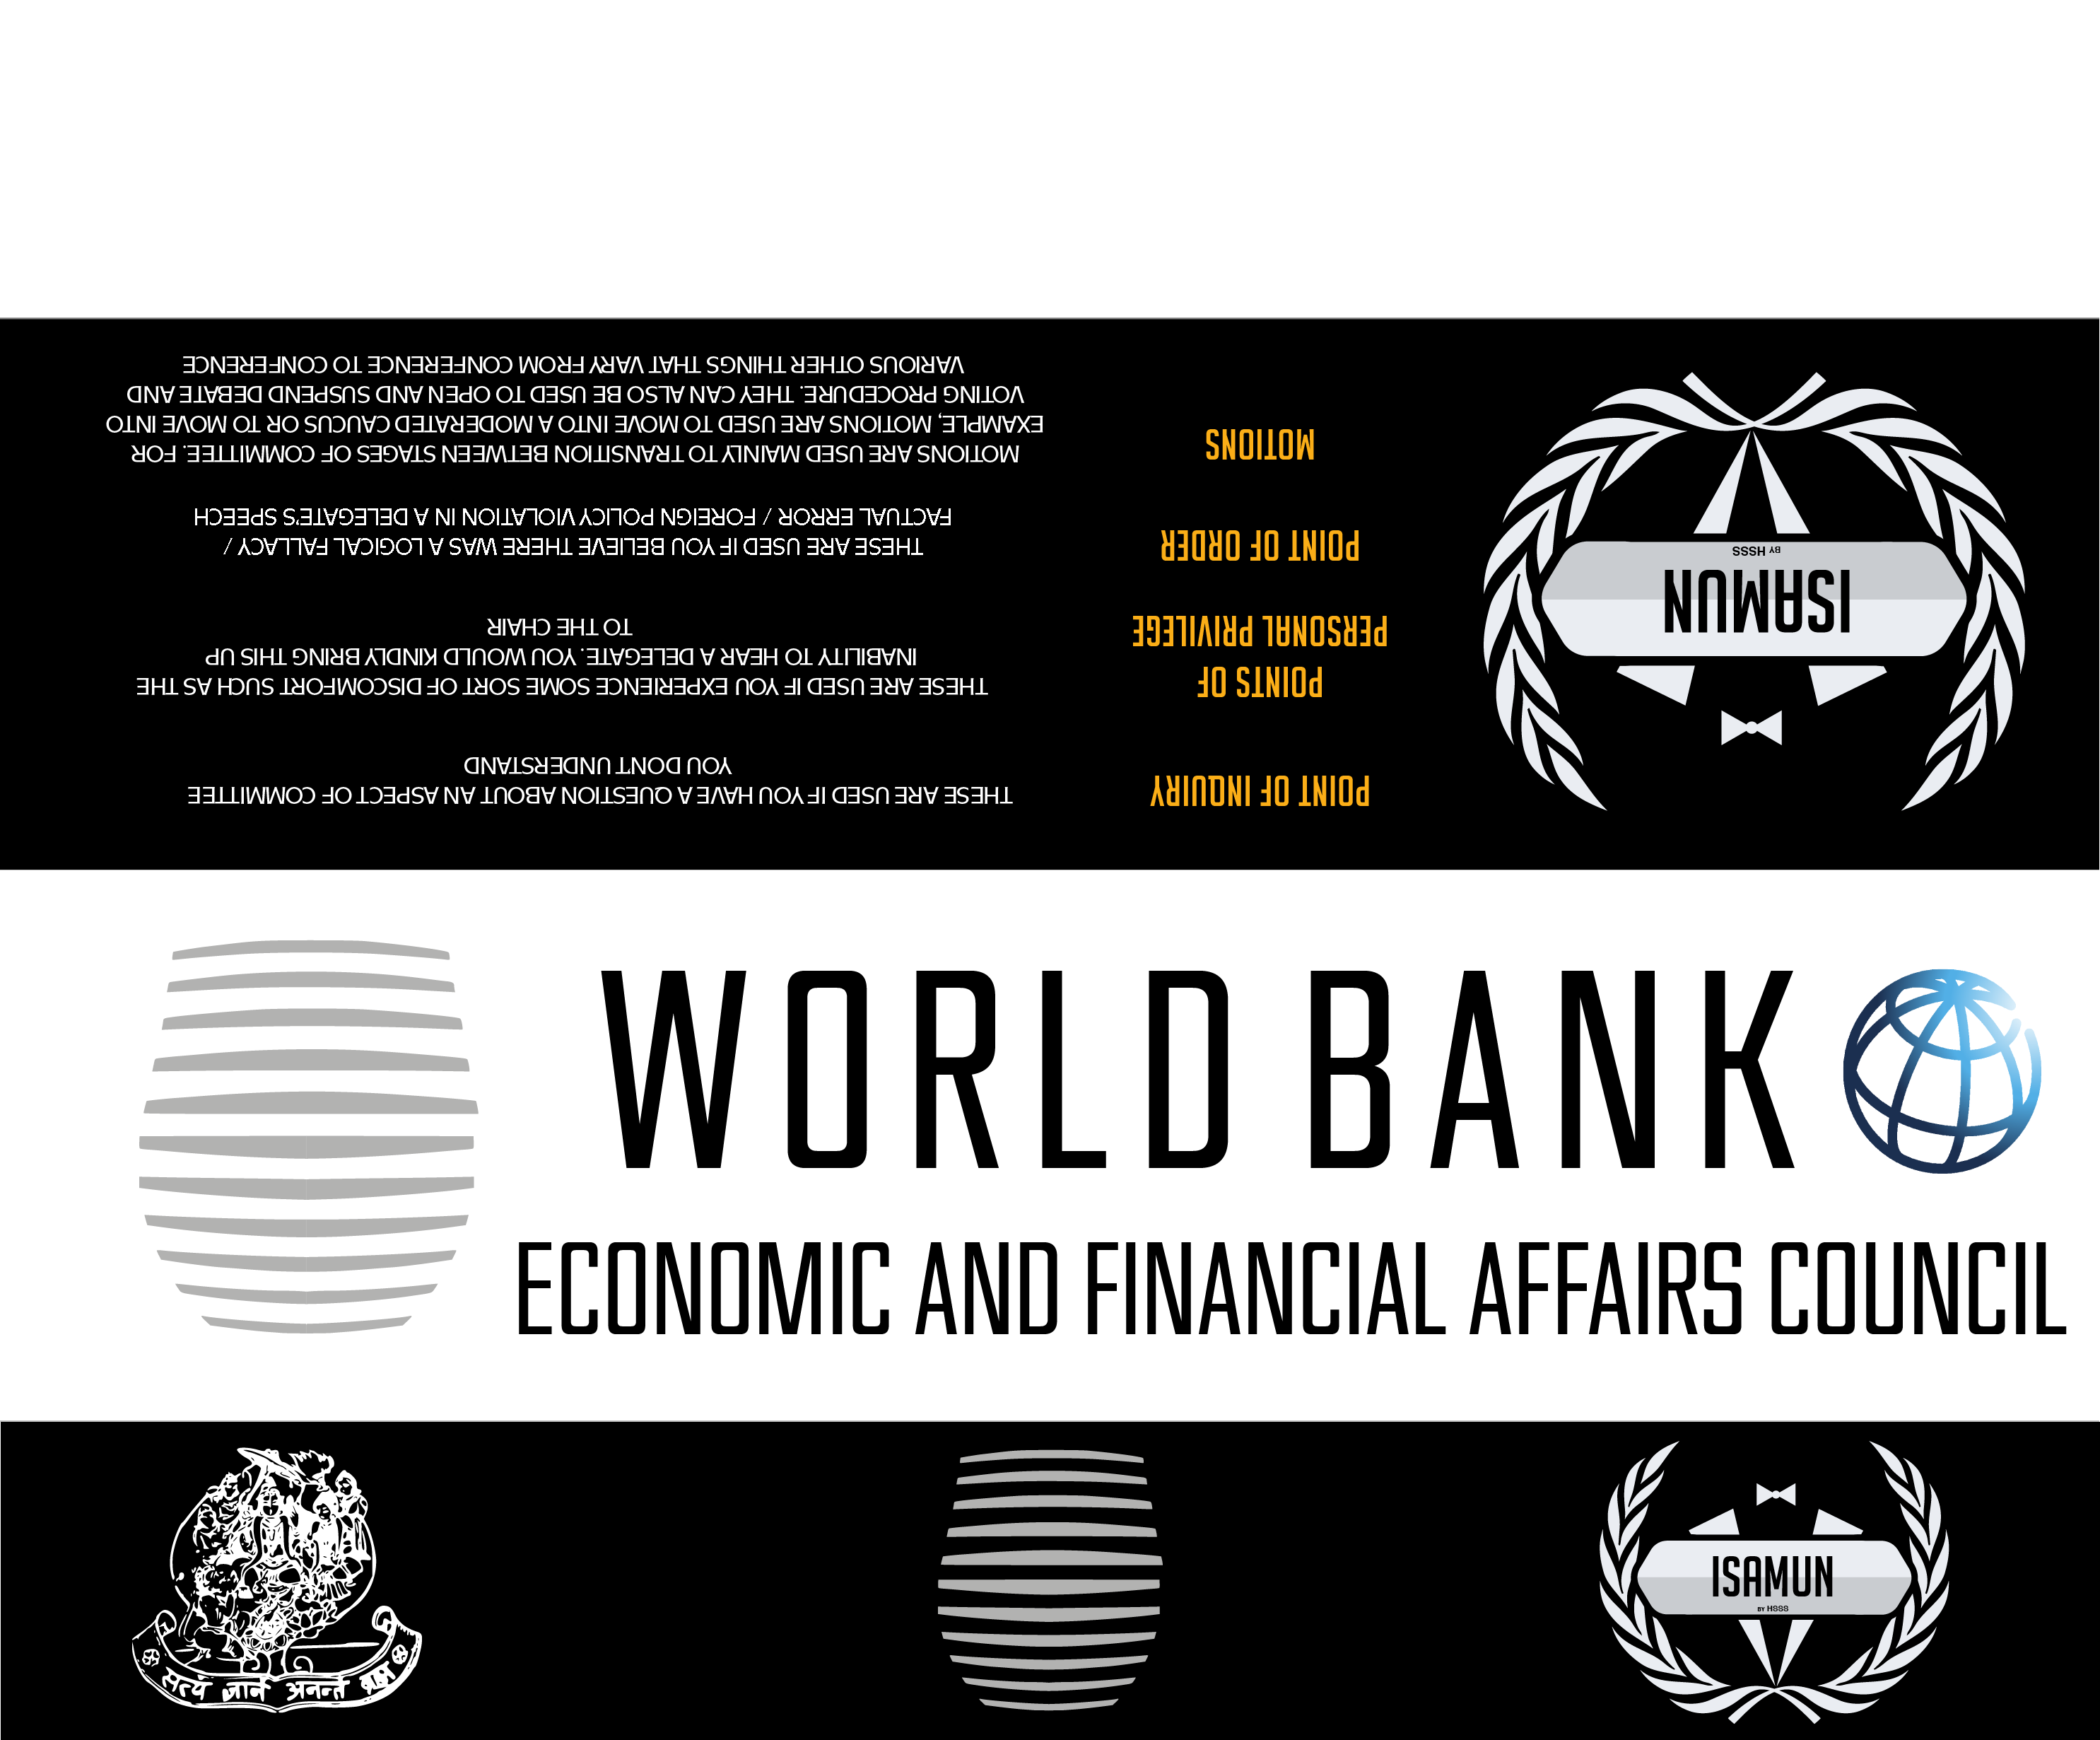 POINT OF INQUIRY
THESE ARE USED IF YOU HAVE A QUESTION ABOUT AN ASPECT OF COMMITTEE
YOU DON'T UNDERSTAND
POINTS OF
PERSONAL PRIVILEGE
THESE ARE USED IF YOU EXPERIENCE SOME SORT OF DISCOMFORT SUCH AS THE
INABILITY TO HEAR A DELEGATE. YOU WOULD KINDLY BRING THIS UP
TO THE CHAIR
POINT OF ORDER
THESE ARE USED IF YOU BELIEVE THERE WAS A LOGICAL FALLACY /
FACTUAL ERROR / FOREIGN POLICY VIOLATION IN A DELEGATE'S SPEECH
MOTIONS
MOTIONS ARE USED MAINLY TO TRANSITION BETWEEN STAGES OF COMMITTEE. FOR
EXAMPLE, MOTIONS ARE USED TO MOVE INTO A MODERATED CAUCUS OR TO MOVE INTO
VOTING PROCEDURE. THEY CAN ALSO BE USED TO OPEN AND SUSPEND DEBATE AND
VARIOUS OTHER THINGS THAT VARY FROM CONFERENCE TO CONFERENCE
ISAMUN
BY HSSS
WORLD BANK
ECONOMIC AND FINANCIAL AFFAIRS COUNCIL
सत्यं ज्ञानं अनन्तं ब्रह्म
ISAMUN
BY HSSS